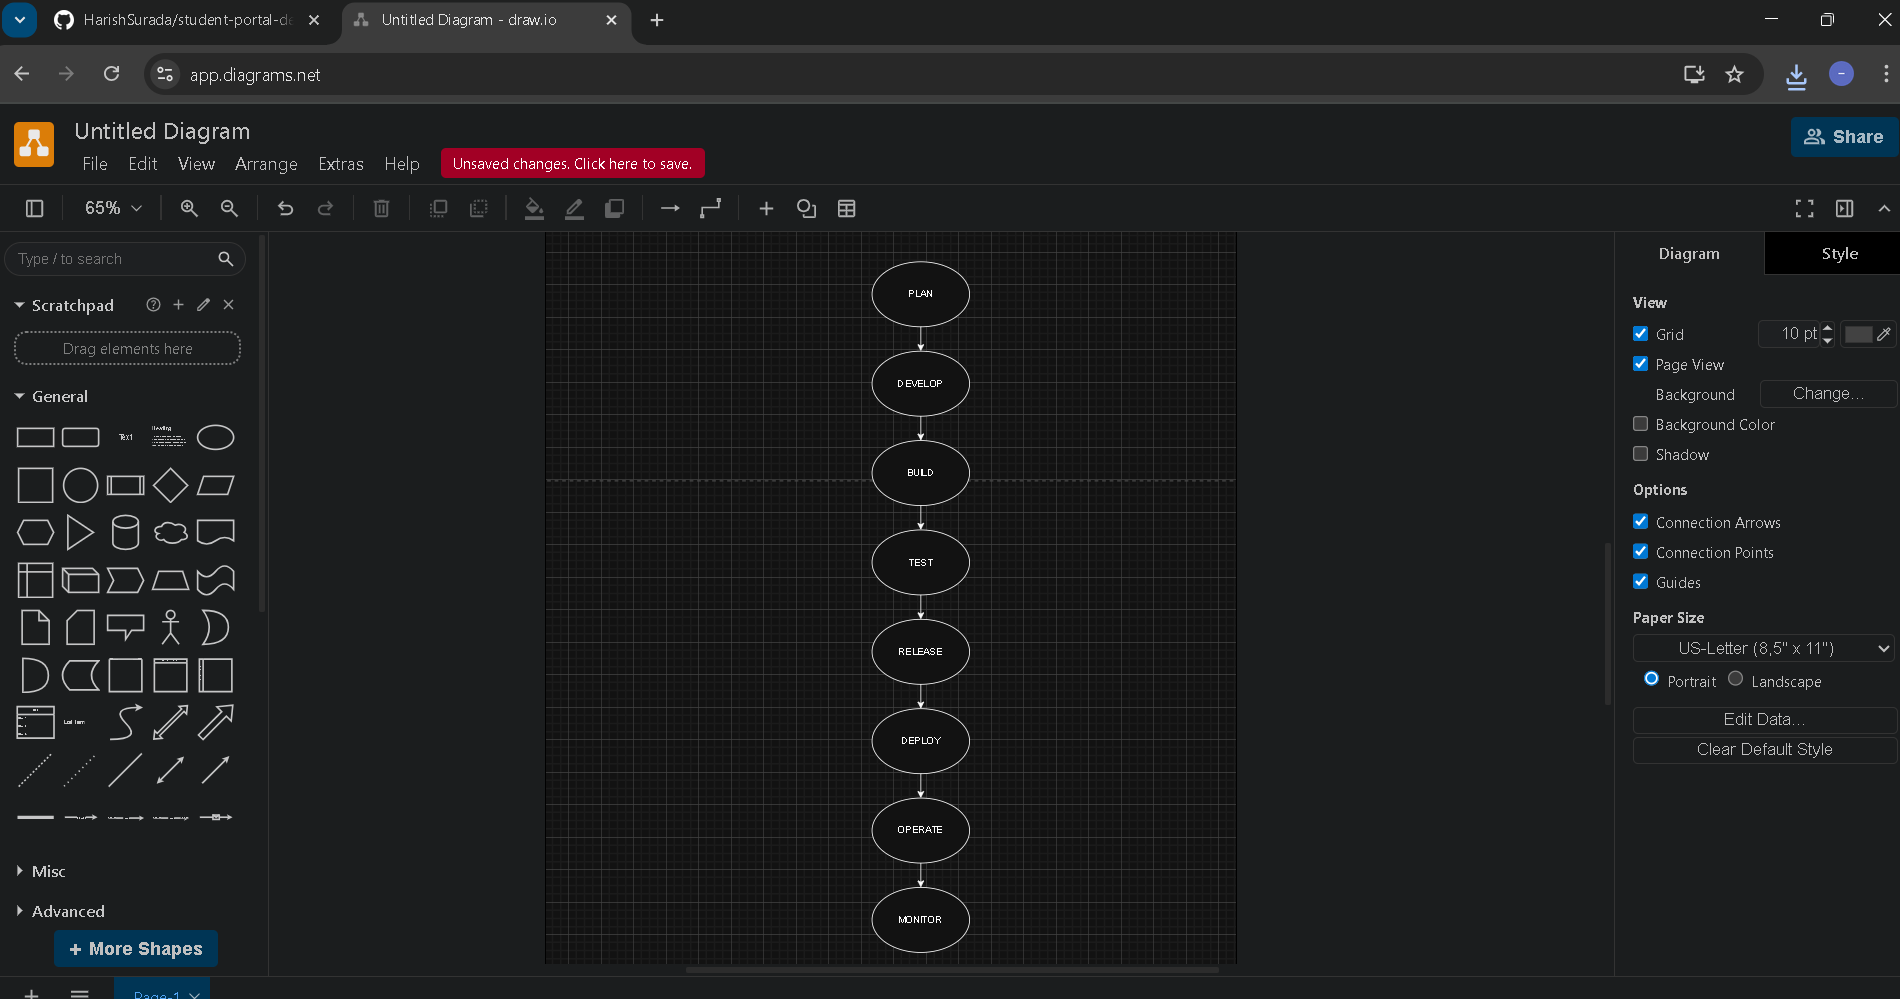 HarishSurada/student-portal-de
Untitled Diagram - draw.io
app.diagrams.net
Untitled Diagram
File Edit View Arrange Extras Help
Unsaved changes. Click here to save.
Share
65%
Type / to search
Scratchpad
Drag elements here
General
Text
Heading
List Item
Misc
Advanced
+ More Shapes
Page-1
PLAN
DEVELOP
BUILD
TEST
RELEASE
DEPLOY
OPERATE
MONITOR
Diagram Style
View
Grid 10 pt
Page View
Background Change...
Background Color
Shadow
Options
Connection Arrows
Connection Points
Guides
Paper Size
US-Letter (8,5" x 11")
Portrait Landscape
Edit Data...
Clear Default Style